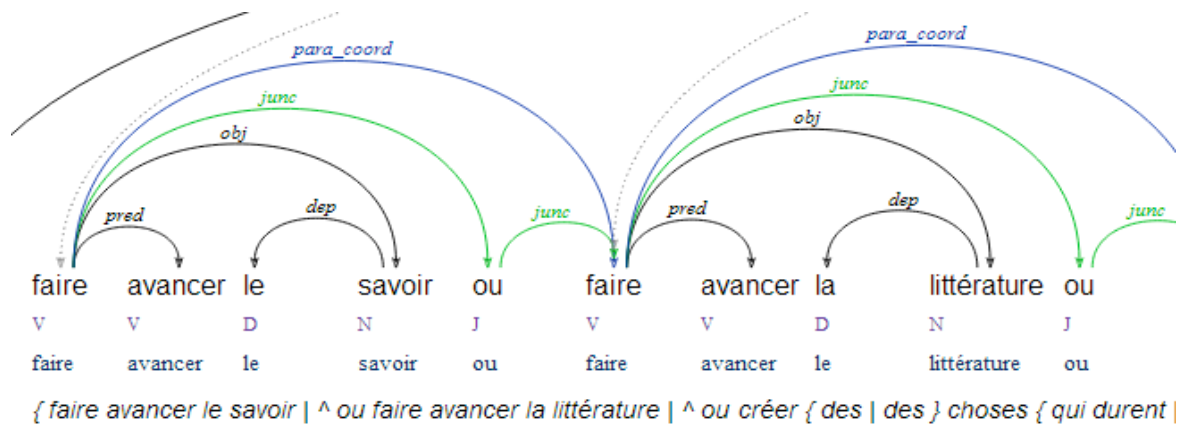 para_coord para_coord
junc junc
obj obj
pred dep junc pred dep junc
faire avancer le savoir ou faire avancer la littérature ou
V V D N J V V D N J
faire avancer le savoir ou faire avancer le littérature ou
{ faire avancer le savoir | ^ ou faire avancer la littérature | ^ ou créer { des | des } choses { qui durent |